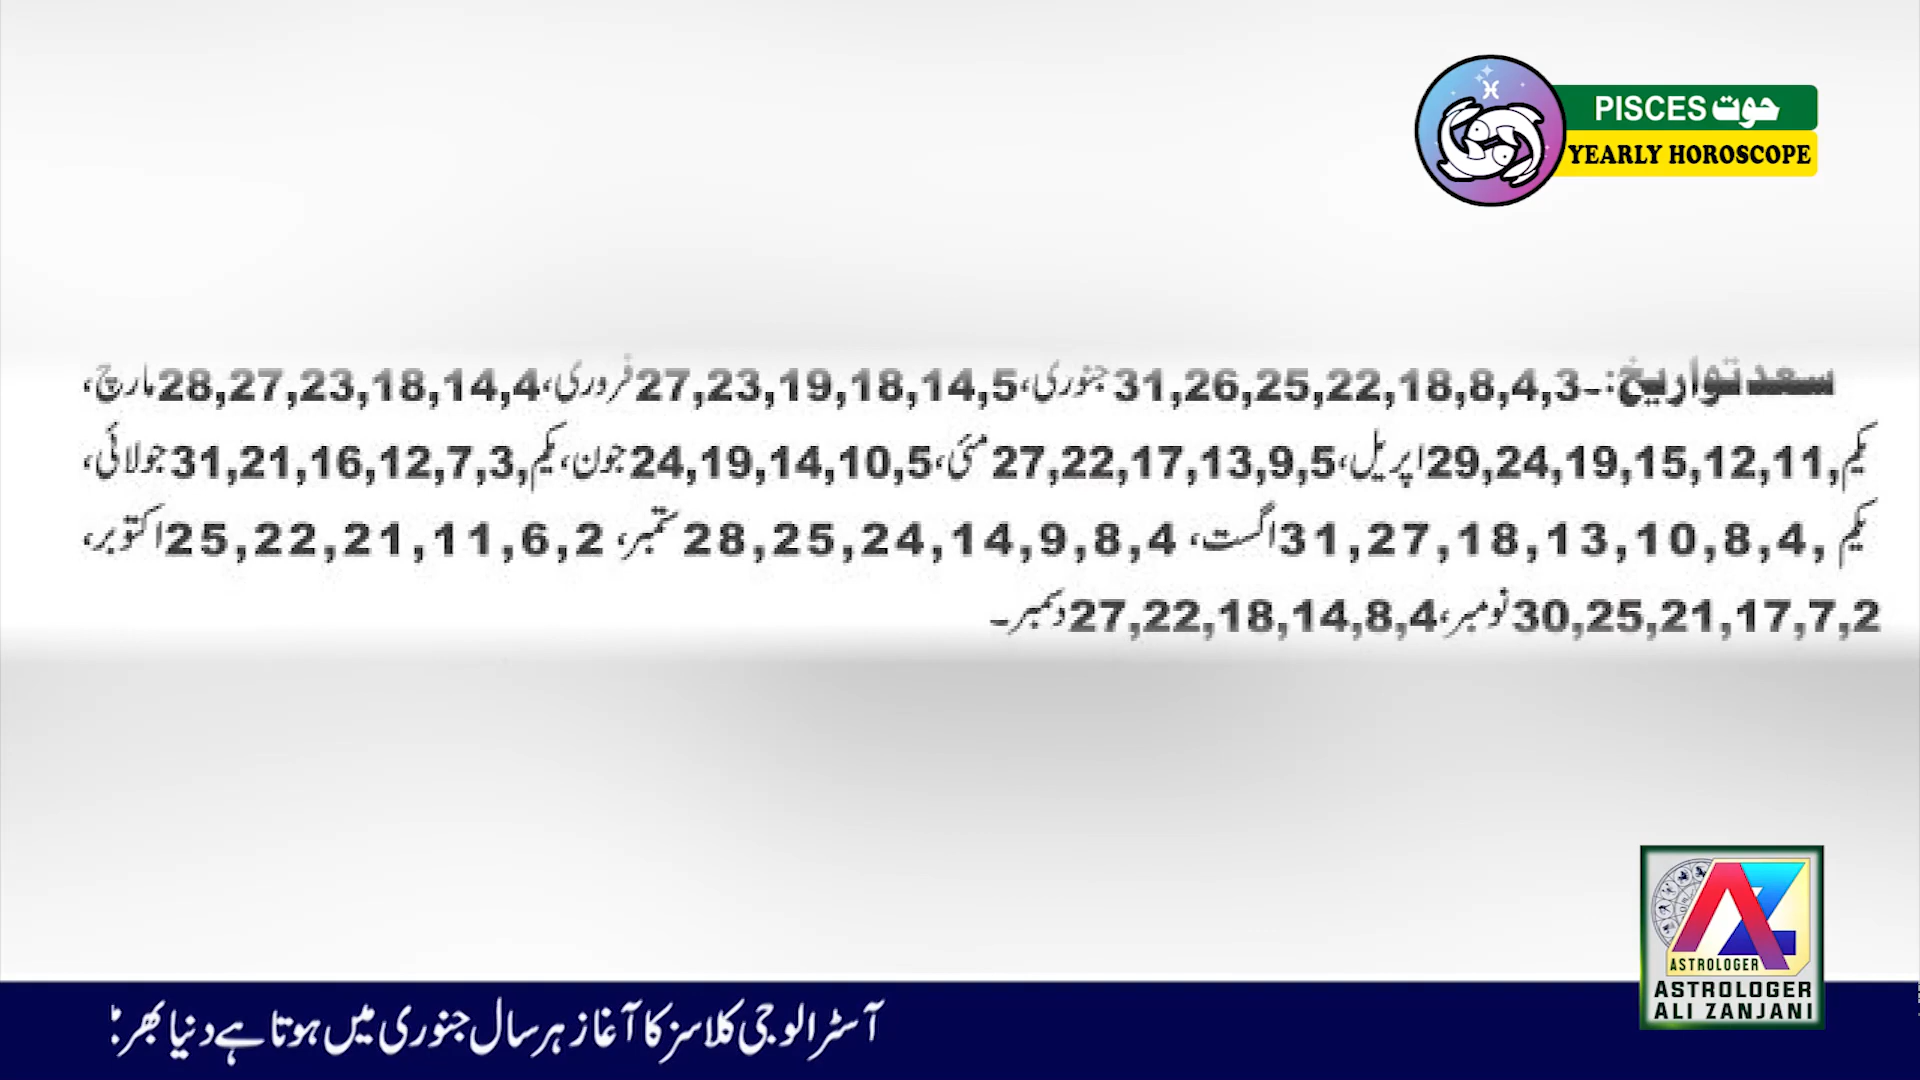 PISCES حوت
YEARLY HOROSCOPE
سعد تواریخ:۔3,4,8,18,22,25,26,31 جنوری، 5,14,18,19,23,27 فروری، 4,14,18,23,27,28 مارچ،
یکم,11,12,15,19,24,29 اپریل، 5,9,13,17,22,27 مئی، 5,10,14,19,24 جون، یکم,3,7,12,16,21,31 جولائی،
یکم,4,8,10,13,18,27,31 اگست، 4,8,9,14,24,25,28 ستمبر، 2,6,11,21,22,25 اکتوبر،
2,7,17,21,25,30 نومبر، 4,8,14,18,22,27 دسمبر۔
AZ
ASTROLOGER
ASTROLOGER
ALI ZANJANI
آسٹرالوجی کلاسز کا آغاز ہر سال جنوری میں ہوتا ہے دنیا بھر